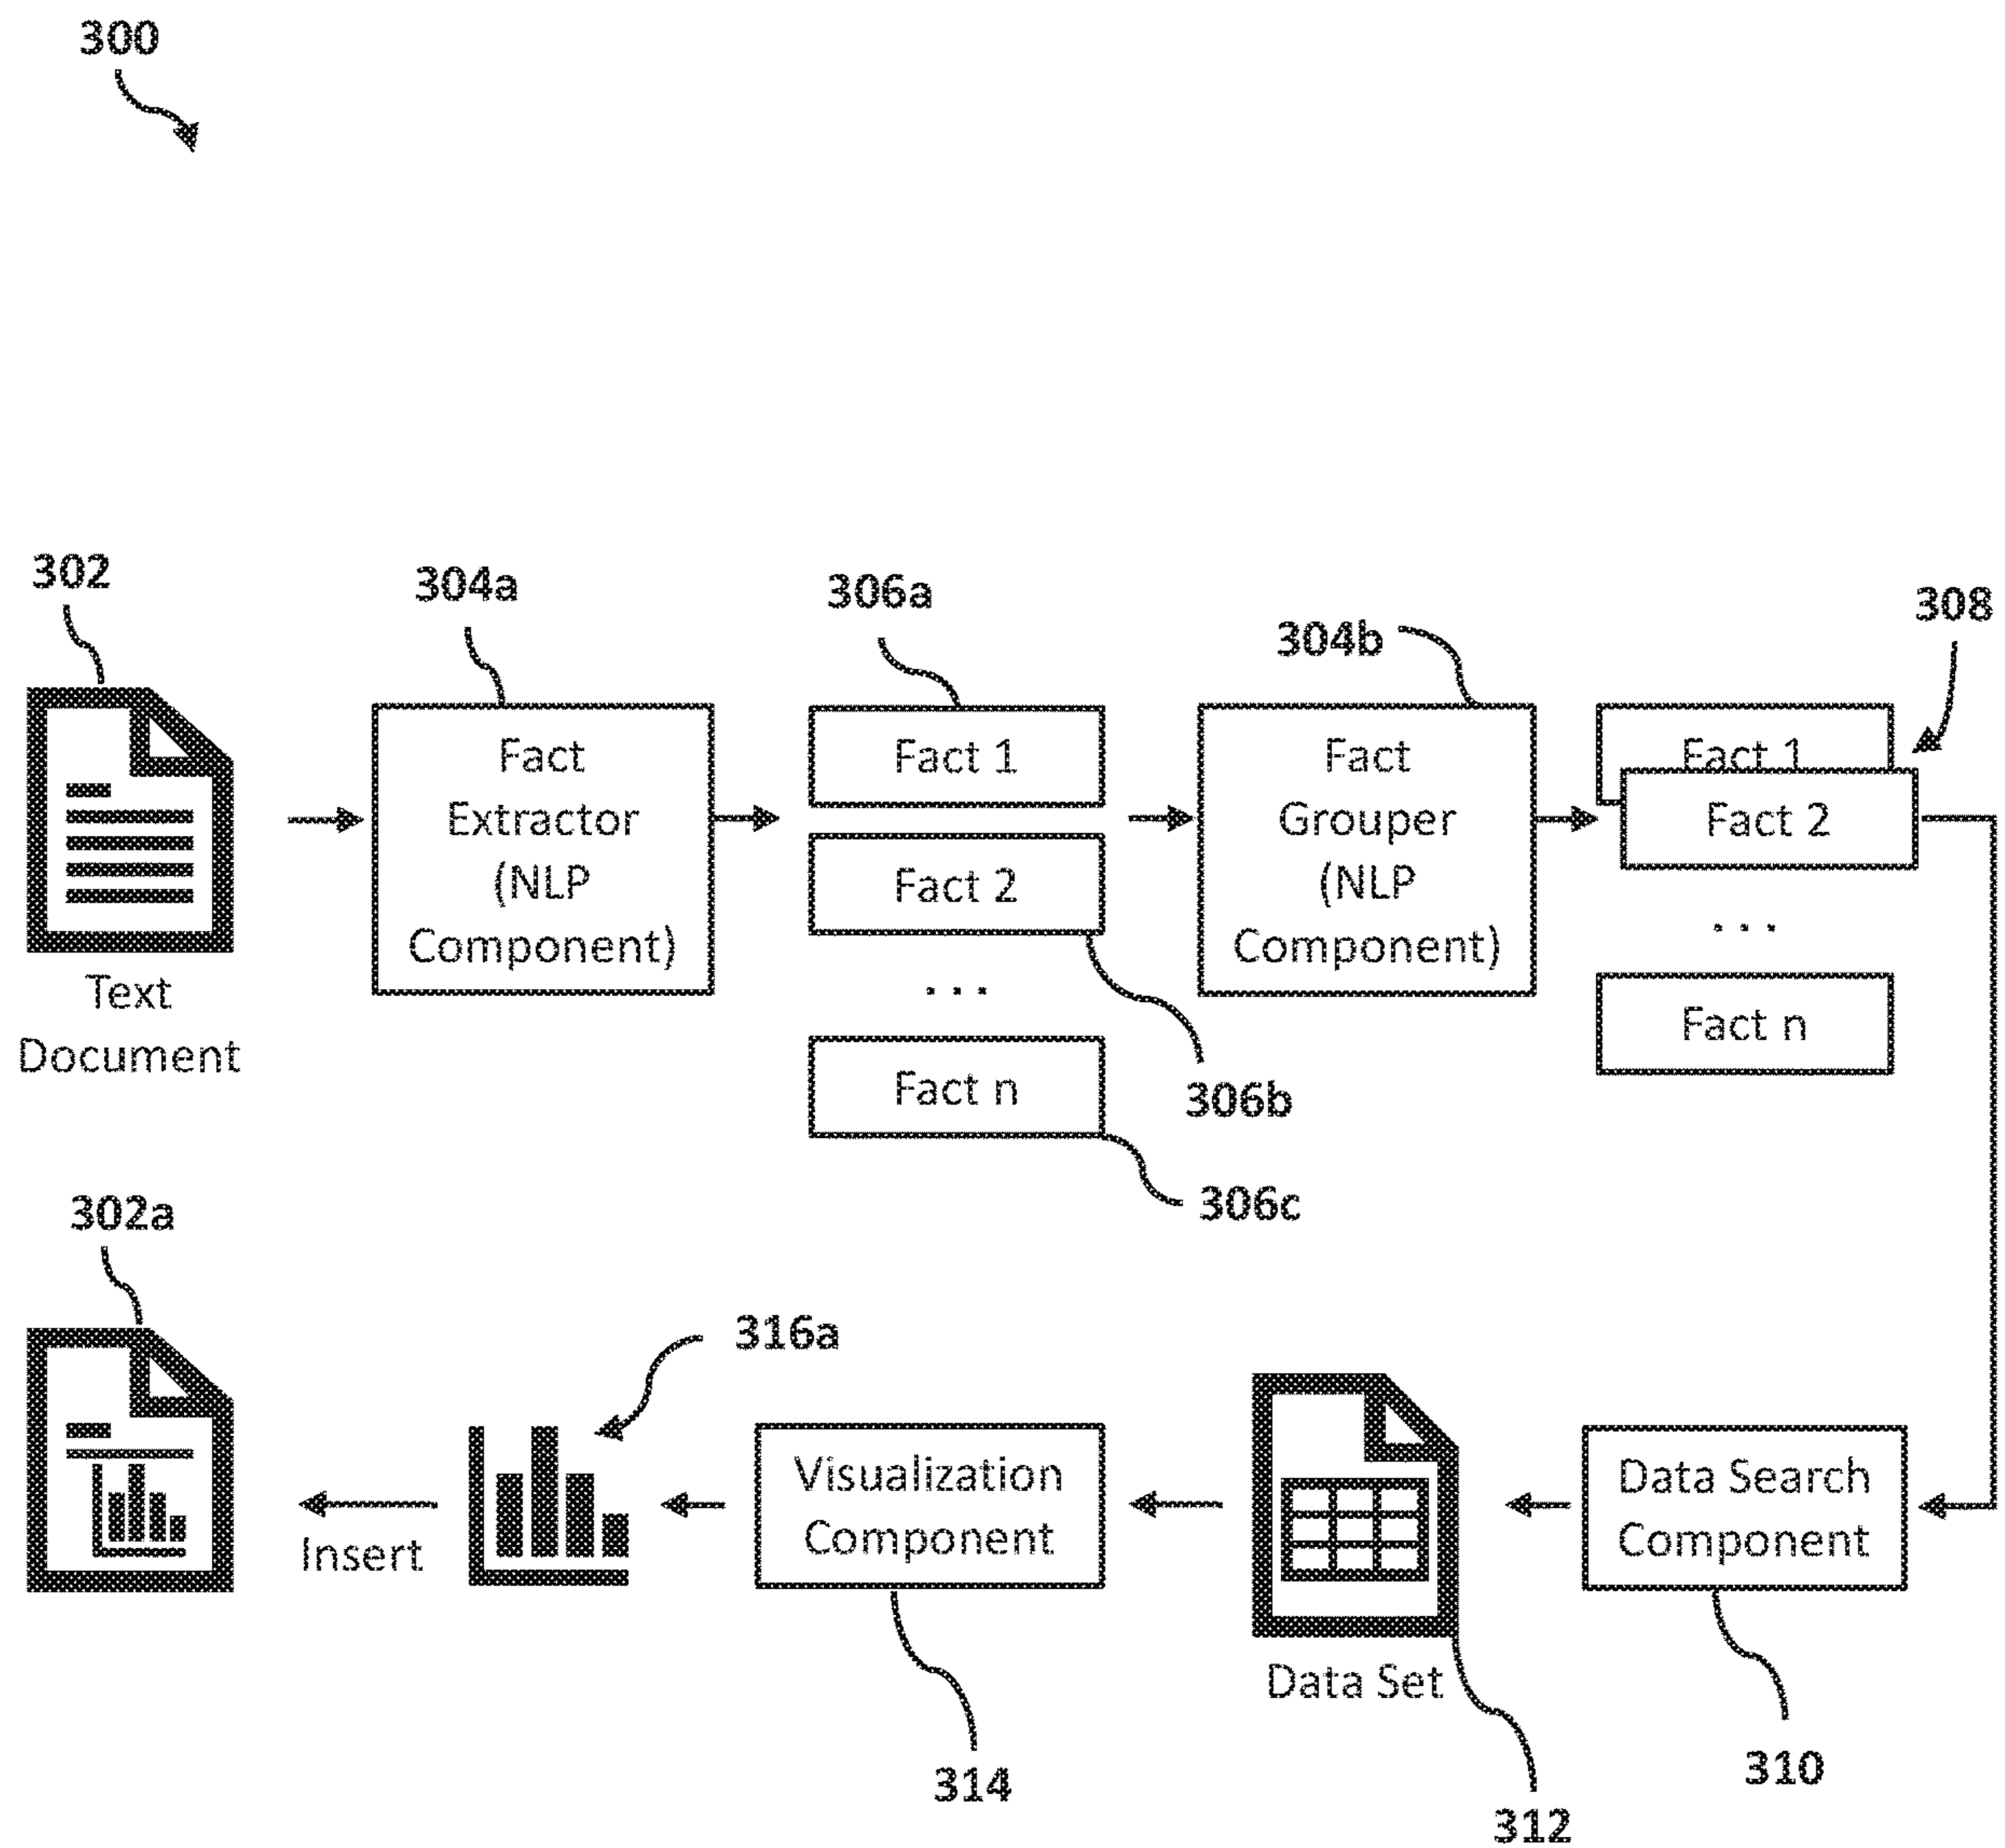 300
302
304a
306a
304b
308
Fact
Extractor
(NLP
Component)
Fact 1
Fact 2
...
Fact n
Fact
Grouper
(NLP
Component)
Fact 1
Fact 2
...
Fact n
Text
Document
306b
306c
302a
316a
Insert
Visualization
Component
Data Set
Data Search
Component
314
312
310